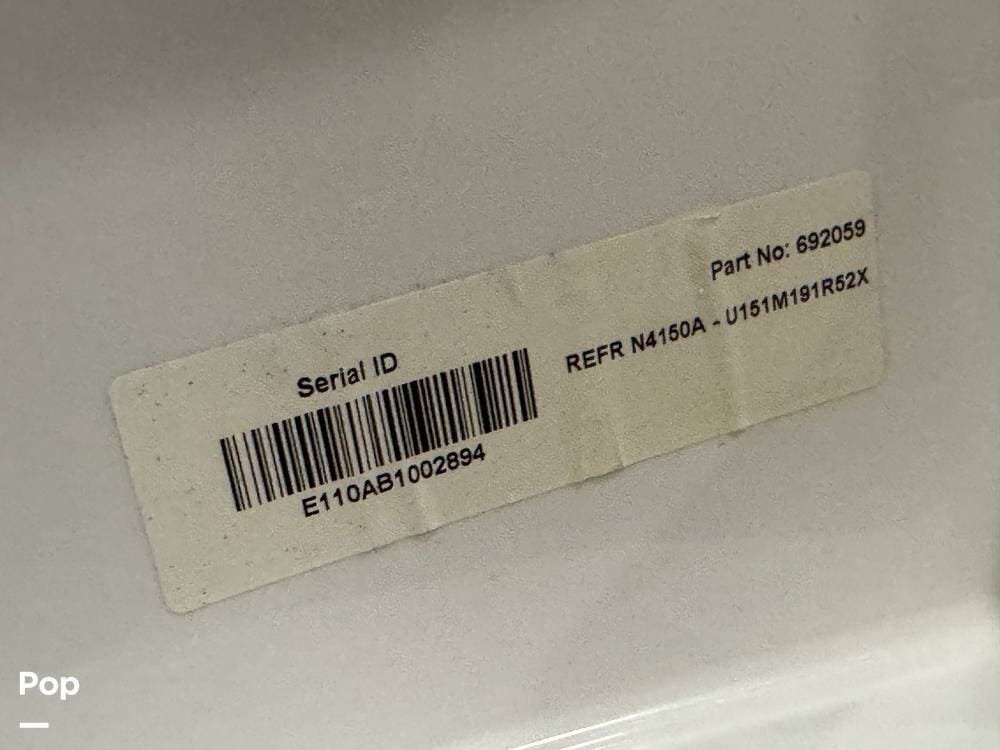 Part No: 692059
REFR N4150A - U151M191R52X
Serial ID
E110AB1002894
Pop